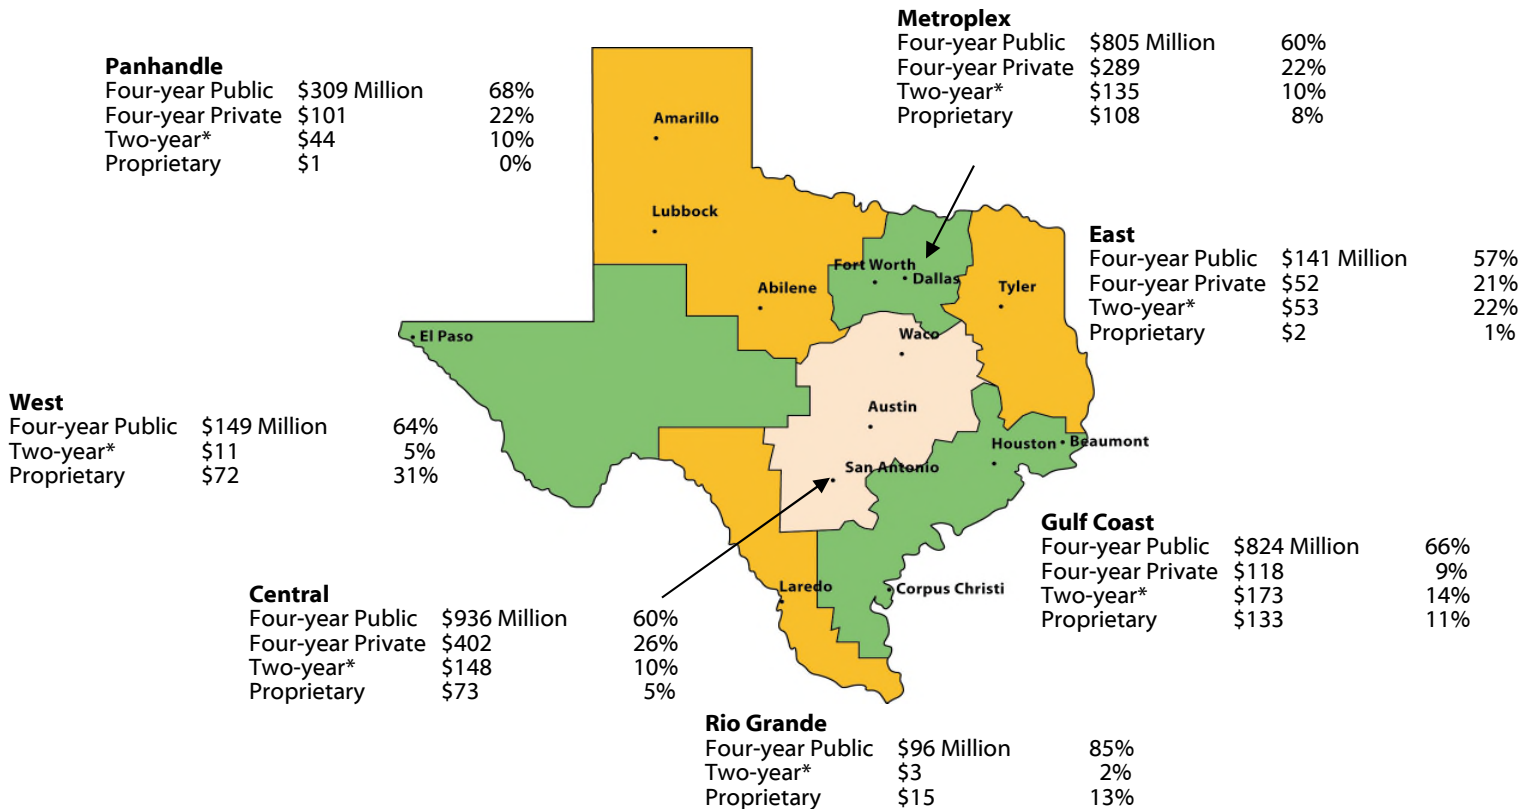 Metroplex
Four-year Public $805 Million 60%
Four-year Private $289 22%
Two-year* $135 10%
Proprietary $108 8%
Panhandle
Four-year Public $309 Million 68%
Four-year Private $101 22%
Two-year* $44 10%
Proprietary $1 0%
Amarillo
Lubbock
Abilene
Fort Worth
Dallas
Tyler
East
Four-year Public $141 Million 57%
Four-year Private $52 21%
Two-year* $53 22%
Proprietary $2 1%
El Paso
Waco
Austin
West
Four-year Public $149 Million 64%
Two-year* $11 5%
Proprietary $72 31%
Houston
Beaumont
San Antonio
Gulf Coast
Four-year Public $824 Million 66%
Four-year Private $118 9%
Two-year* $173 14%
Proprietary $133 11%
Laredo
Corpus Christi
Central
Four-year Public $936 Million 60%
Four-year Private $402 26%
Two-year* $148 10%
Proprietary $73 5%
Rio Grande
Four-year Public $96 Million 85%
Two-year* $3 2%
Proprietary $15 13%